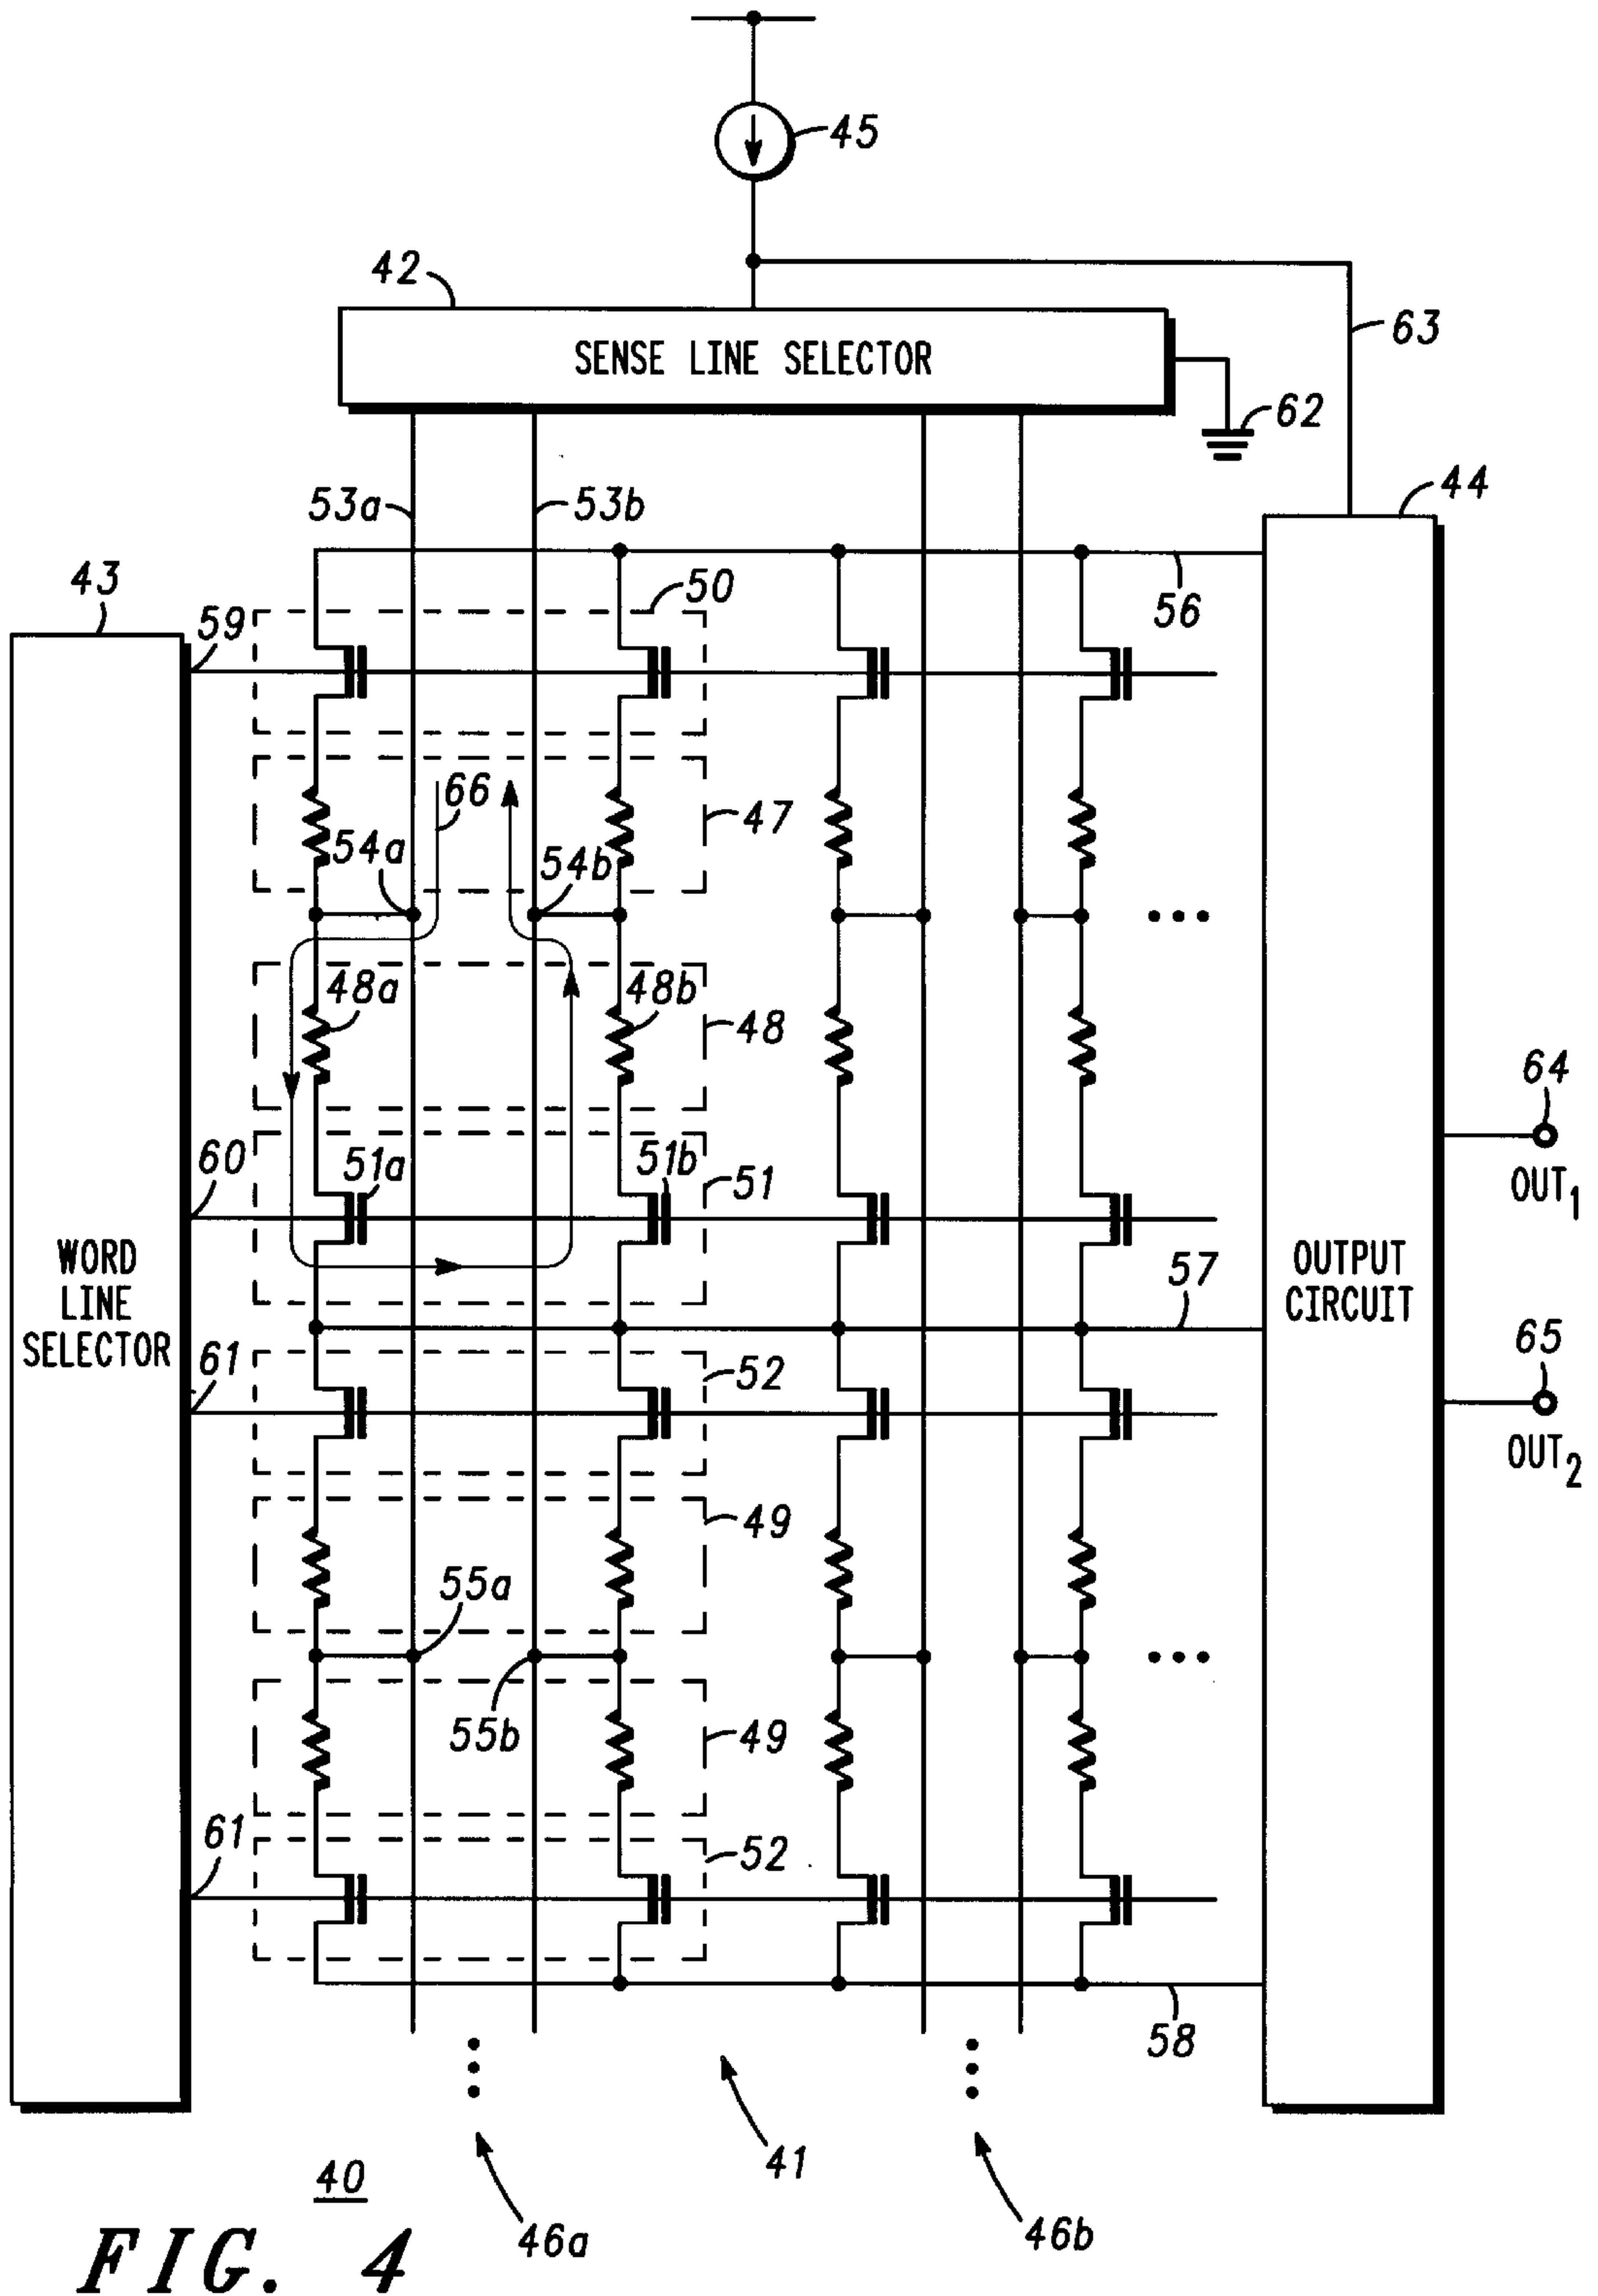 45
42
SENSE LINE SELECTOR
63
62
53a
53b
44
43
50
56
59
66
47
54a
54b
48a
48b
48
64
OUT1
60
51a
51b
51
57
WORD
LINE
SELECTOR
OUTPUT
CIRCUIT
61
52
65
OUT2
49
55a
55b
49
61
52
58
41
40
46a
46b
FIG. 4